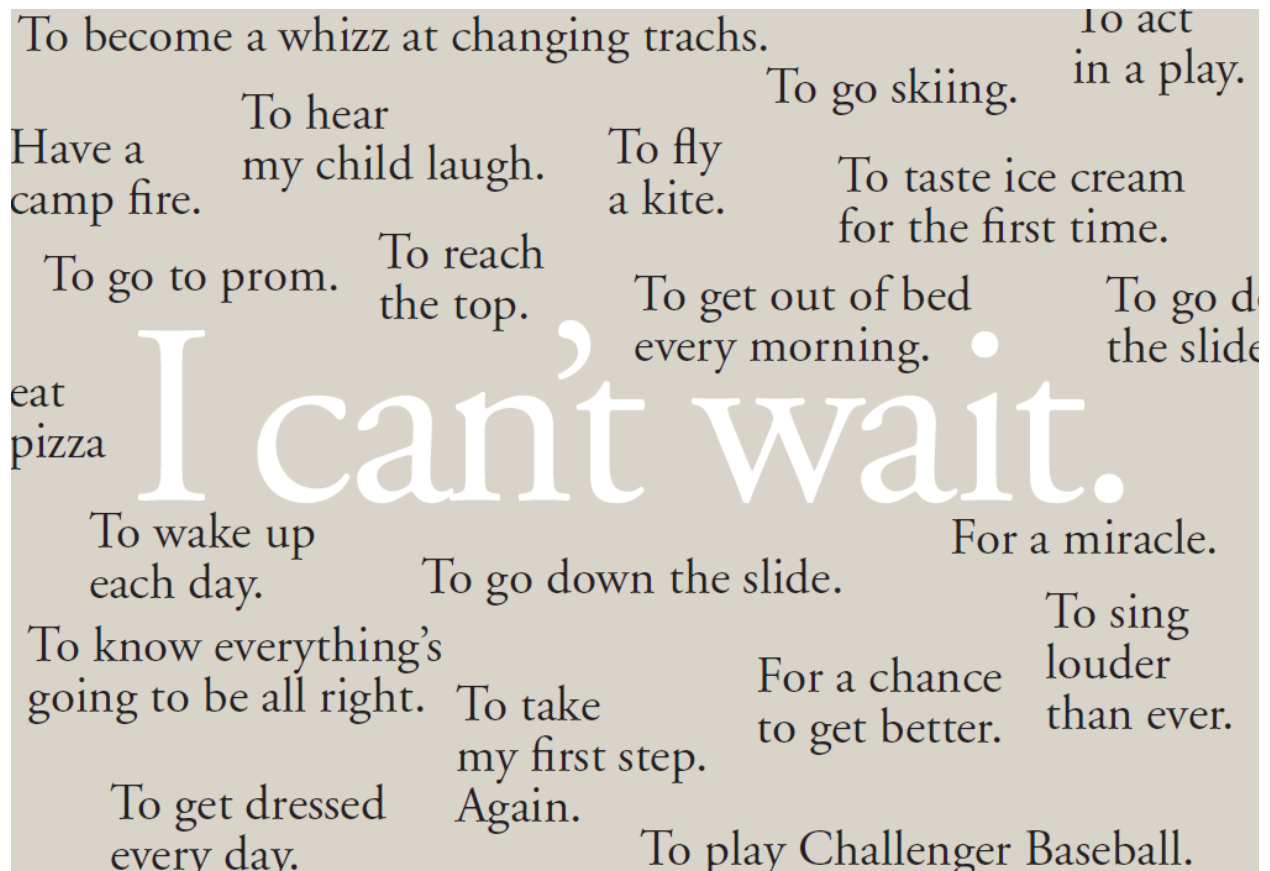 To become a whizz at changing trachs.
To act
in a play.
To go skiing.
To hear
my child laugh.
Have a
camp fire.
To fly
a kite.
To taste ice cream
for the first time.
To go to prom.
To reach
the top.
To get out of bed
every morning.
To go d
the slide
I can't wait.
eat
pizza
To wake up
each day.
To go down the slide.
For a miracle.
To sing
louder
than ever.
To know everything's
going to be all right.
To take
my first step.
Again.
For a chance
to get better.
To get dressed
every day.
To play Challenger Baseball.